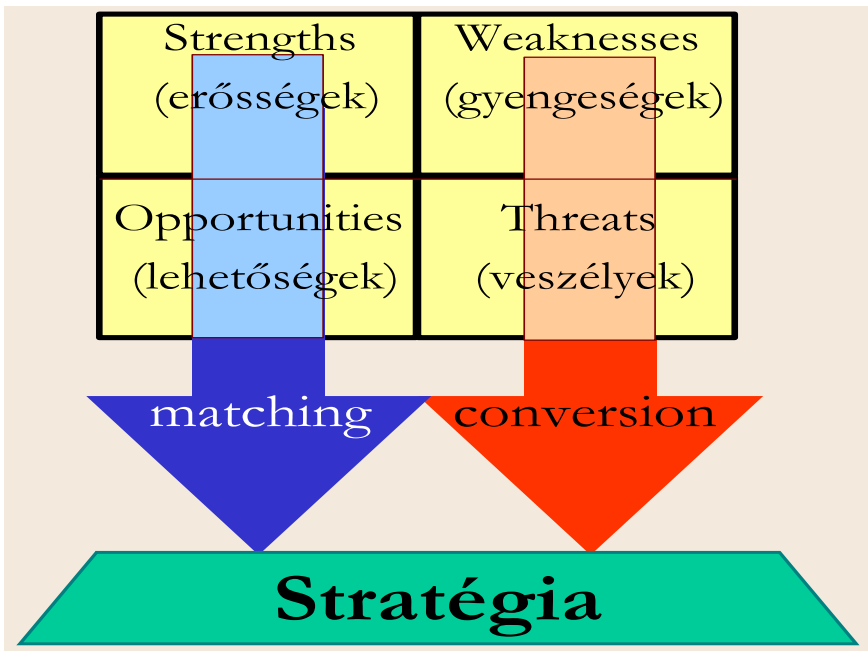 Strengths
(erősségek)
Weaknesses
(gyengeségek)
Opportunities
(lehetőségek)
Threats
(veszélyek)
matching
conversion
Stratégia